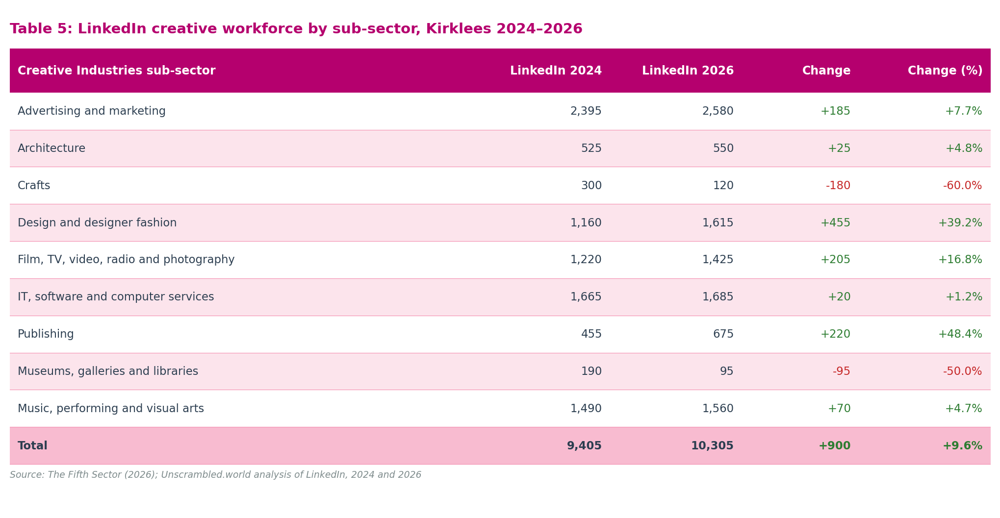 Table 5: LinkedIn creative workforce by sub-sector, Kirklees 2024–2026
Creative Industries sub-sector LinkedIn 2024 LinkedIn 2026 Change Change (%)
Advertising and marketing 2,395 2,580 +185 +7.7%
Architecture 525 550 +25 +4.8%
Crafts 300 120 -180 -60.0%
Design and designer fashion 1,160 1,615 +455 +39.2%
Film, TV, video, radio and photography 1,220 1,425 +205 +16.8%
IT, software and computer services 1,665 1,685 +20 +1.2%
Publishing 455 675 +220 +48.4%
Museums, galleries and libraries 190 95 -95 -50.0%
Music, performing and visual arts 1,490 1,560 +70 +4.7%
Total 9,405 10,305 +900 +9.6%
Source: The Fifth Sector (2026); Unscrambled.world analysis of LinkedIn, 2024 and 2026